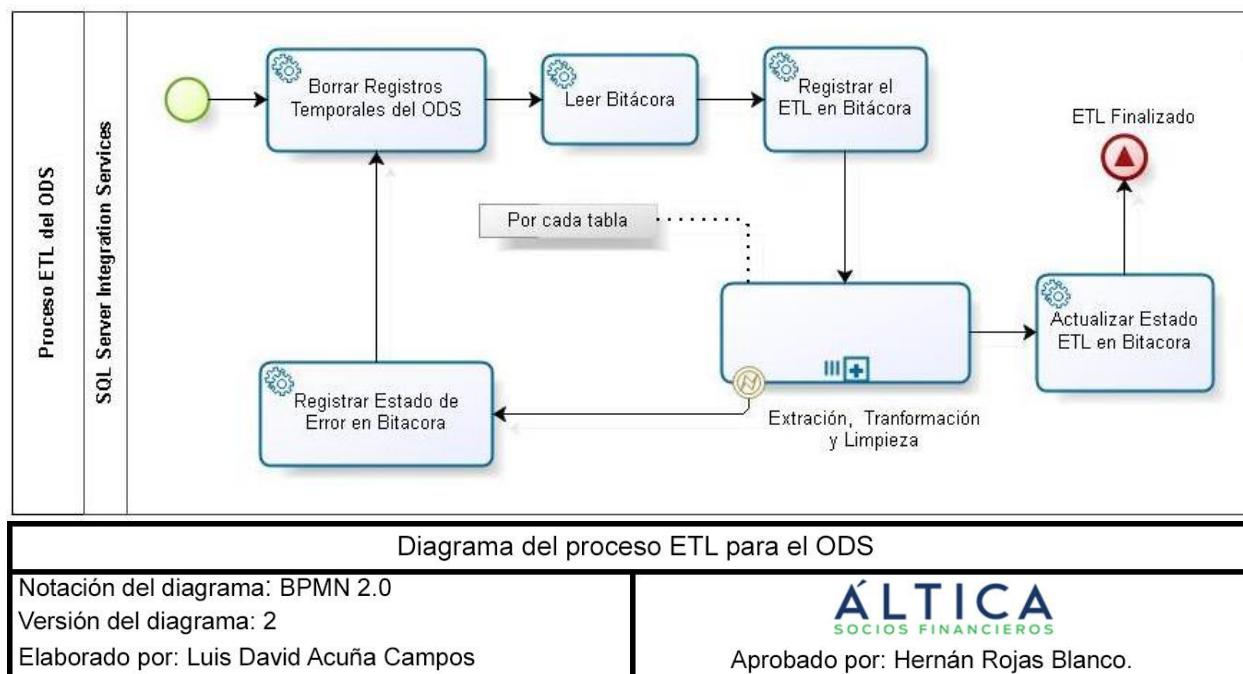 Proceso ETL del ODS
SQL Server Integration Services
Borrar Registros
Temporales del ODS
Leer Bitácora
Registrar el
ETL en Bitácora
ETL Finalizado
Por cada tabla
Actualizar Estado
ETL en Bitacora
Registrar Estado de
Error en Bitacora
Extración, Tranformación
y Limpieza
Diagrama del proceso ETL para el ODS
Notación del diagrama: BPMN 2.0
Versión del diagrama: 2
Elaborado por: Luis David Acuña Campos
ÁLTICA
SOCIOS FINANCIEROS
Aprobado por: Hernán Rojas Blanco.